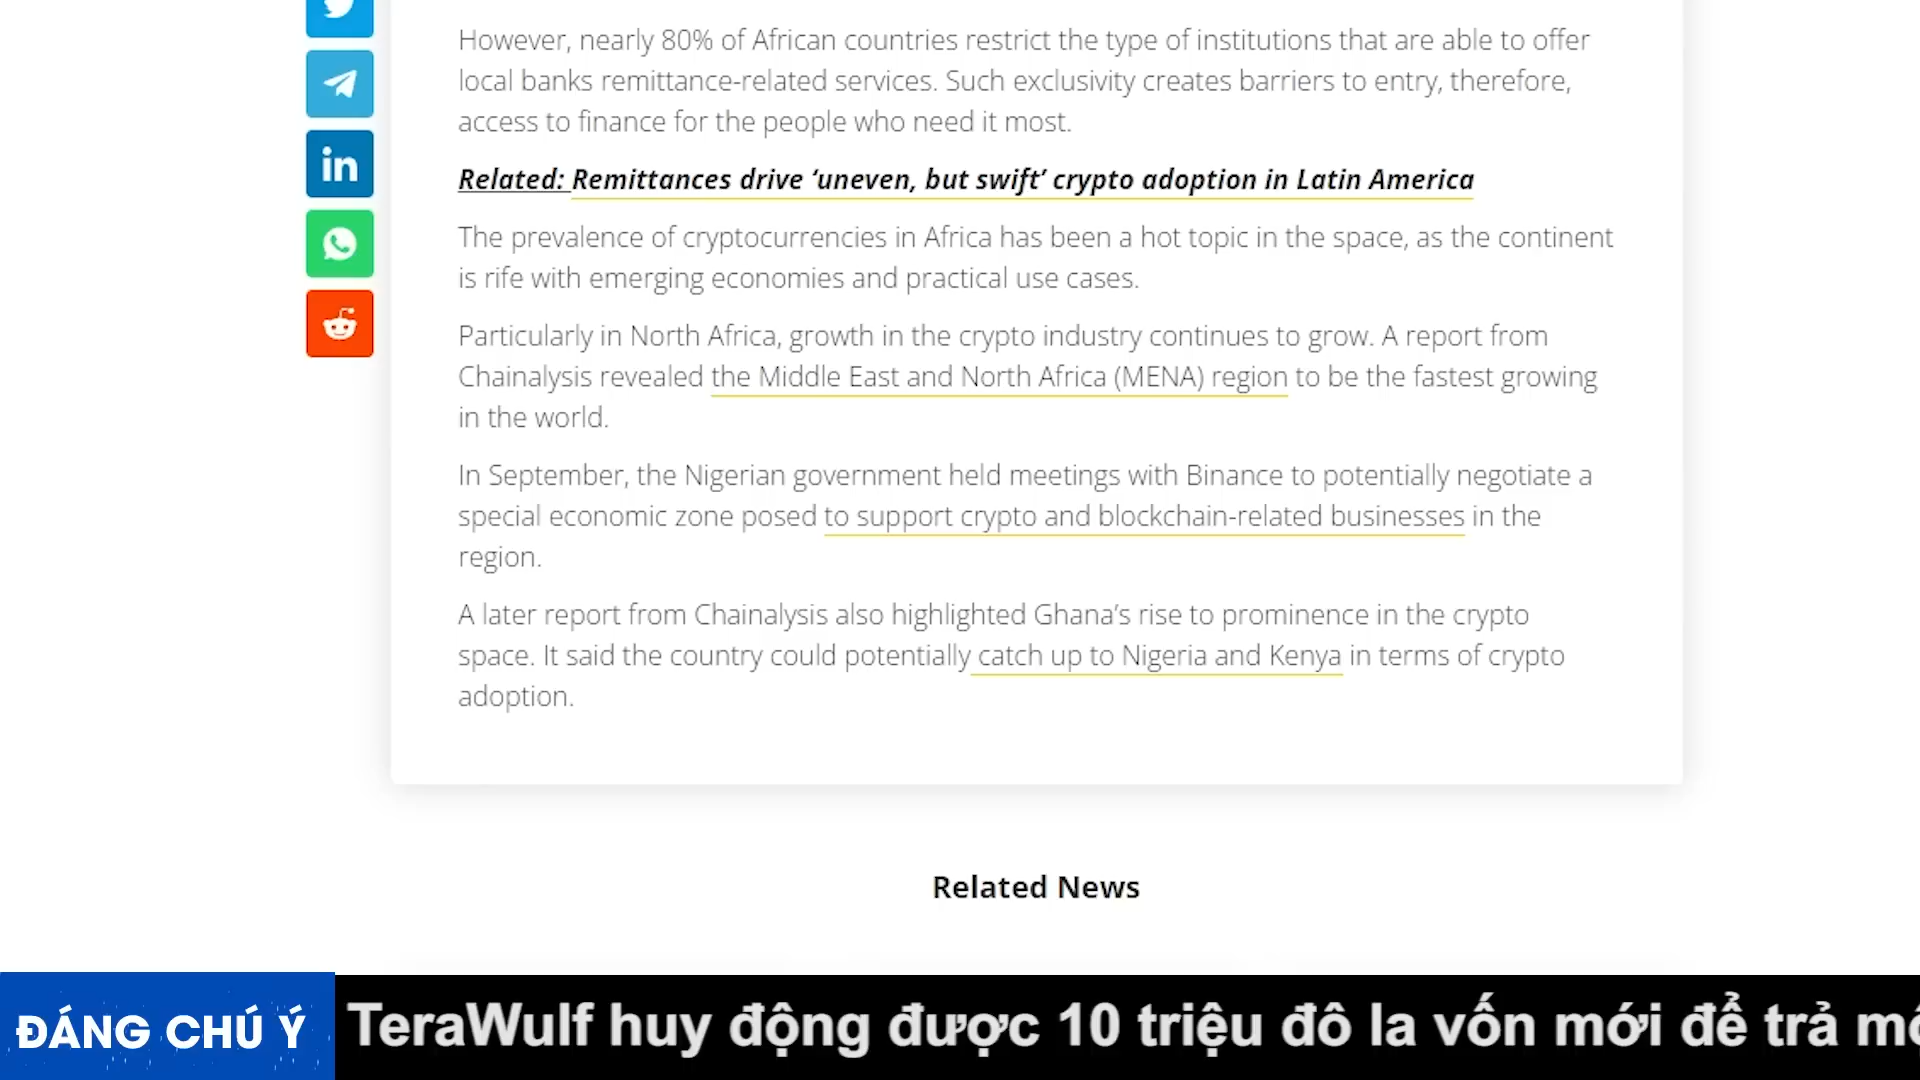 However, nearly 80% of African countries restrict the type of institutions that are able to offer
local banks remittance-related services. Such exclusivity creates barriers to entry, therefore,
access to finance for the people who need it most.
Related: Remittances drive ‘uneven, but swift’ crypto adoption in Latin America
The prevalence of cryptocurrencies in Africa has been a hot topic in the space, as the continent
is rife with emerging economies and practical use cases.
Particularly in North Africa, growth in the crypto industry continues to grow. A report from
Chainalysis revealed the Middle East and North Africa (MENA) region to be the fastest growing
in the world.
In September, the Nigerian government held meetings with Binance to potentially negotiate a
special economic zone posed to support crypto and blockchain-related businesses in the
region.
A later report from Chainalysis also highlighted Ghana’s rise to prominence in the crypto
space. It said the country could potentially catch up to Nigeria and Kenya in terms of crypto
adoption.
Related News
ĐÁNG CHÚ Ý
TeraWulf huy động được 10 triệu đô la vốn mới để trả